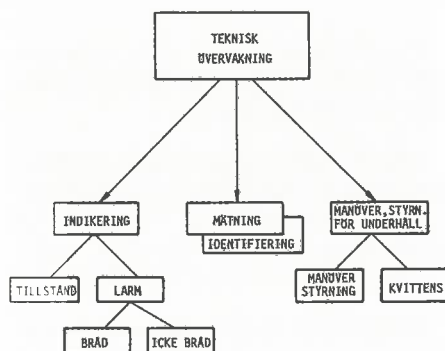 TEKNISK
ÖVERVAKNING
INDIKERING
MÄTNING
IDENTIFIERING
MANÖVER,STYRN.
FÖR UNDERHÅLL
TILLSTÅND
LARM
MANÖVER
STYRNING
KVITTENS
BRÅD
ICKE BRÅD